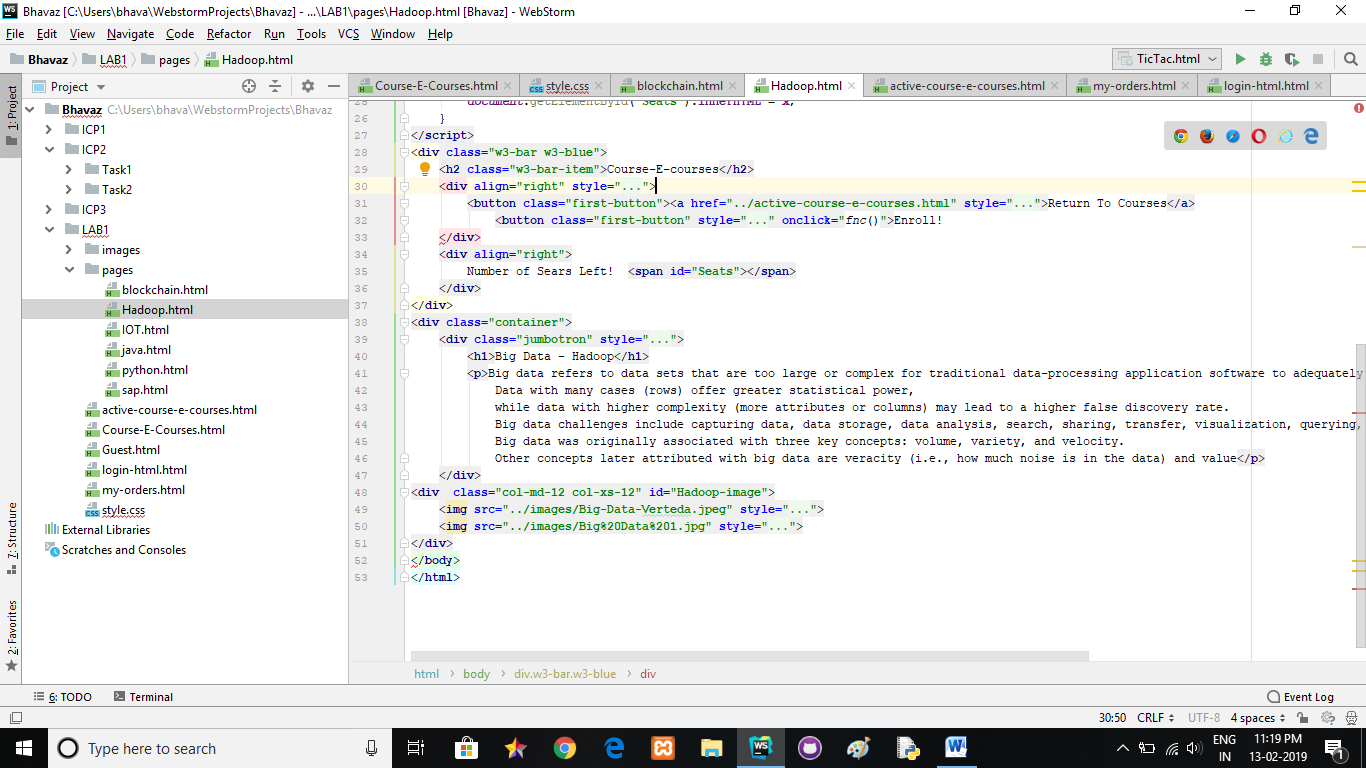 Bhavaz [C:\Users\bhava\WebstormProjects\Bhavaz] - ...\LAB1\pages\Hadoop.html [Bhavaz] - WebStorm
File Edit View Navigate Code Refactor Run Tools VCS Window Help
Bhavaz LAB1 pages Hadoop.html TicTac.html
Project
Course-E-Courses.html style.css blockchain.html Hadoop.html active-course-e-courses.html my-orders.html login-html.html
1: Project
7: Structure
2: Favorites
Bhavaz C:\Users\bhava\WebstormProjects\Bhavaz
ICP1
ICP2
Task1
Task2
ICP3
LAB1
images
pages
blockchain.html
Hadoop.html
IOT.html
java.html
python.html
sap.html
active-course-e-courses.html
Course-E-Courses.html
Guest.html
login-html.html
my-orders.html
style.css
External Libraries
Scratches and Consoles
document.getElementById("Seats").innerHTML = x;
26 }
27 </script>
28 <div class="w3-bar w3-blue">
29 <h2 class="w3-bar-item">Course-E-courses</h2>
30 <div align="right" style="...">
31 <button class="first-button"><a href="../active-course-e-courses.html" style="...">Return To Courses</a>
32 <button class="first-button" style="..." onclick="fnc()">Enroll!
33 </div>
34 <div align="right">
35 Number of Sears Left! <span id="Seats"></span>
36 </div>
37 </div>
38 <div class="container">
39 <div class="jumbotron" style="...">
40 <h1>Big Data - Hadoop</h1>
41 <p>Big data refers to data sets that are too large or complex for traditional data-processing application software to adequately
42 Data with many cases (rows) offer greater statistical power,
43 while data with higher complexity (more attributes or columns) may lead to a higher false discovery rate.
44 Big data challenges include capturing data, data storage, data analysis, search, sharing, transfer, visualization, querying,
45 Big data was originally associated with three key concepts: volume, variety, and velocity.
46 Other concepts later attributed with big data are veracity (i.e., how much noise is in the data) and value</p>
47 </div>
48 <div  class="col-md-12 col-xs-12" id="Hadoop-image">
49 <img src="../images/Big-Data-Verteda.jpeg" style="...">
50 <img src="../images/Big%20Data%201.jpg" style="...">
51 </div>
52 </body>
53 </html>
html body div.w3-bar.w3-blue div
6: TODO Terminal Event Log
30:50 CRLF UTF-8 4 spaces
Type here to search
ENG
IN
11:19 PM
13-02-2019
1